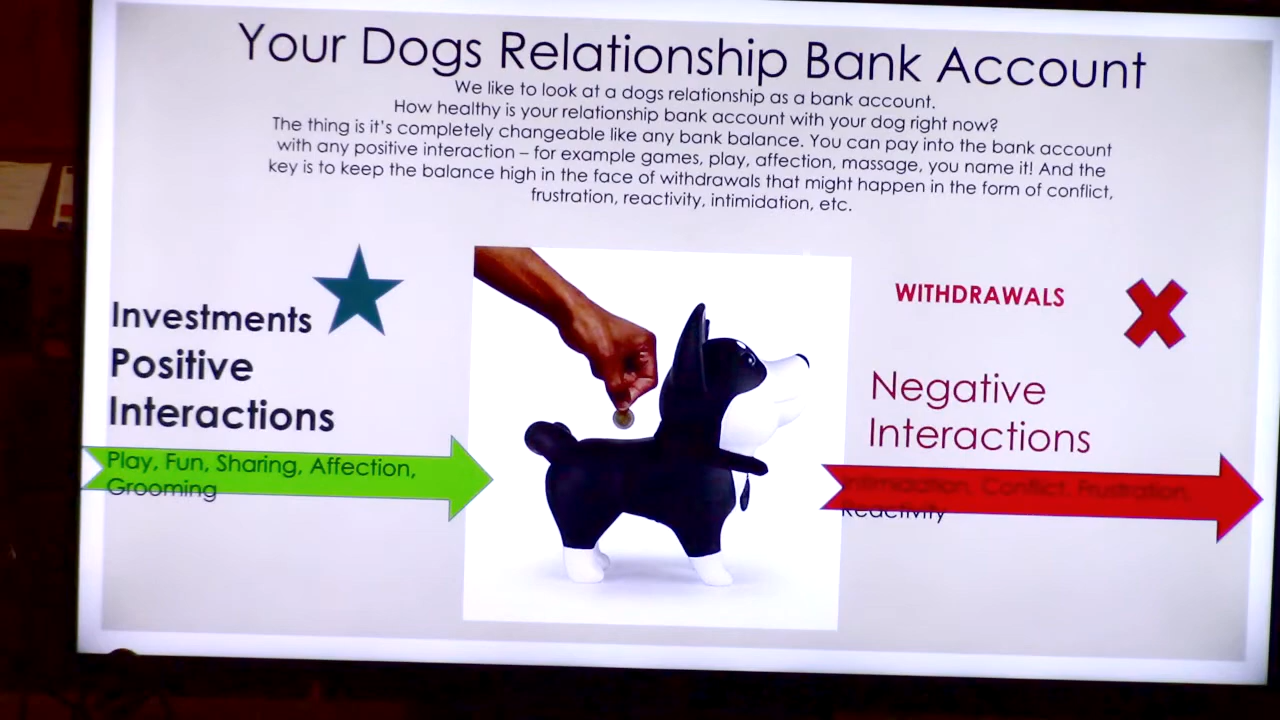 Your Dogs Relationship Bank Account
We like to look at a dogs relationship as a bank account.
How healthy is your relationship bank account with your dog right now?
The thing is it's completely changeable like any bank balance. You can pay into the bank account
with any positive interaction – for example games, play, affection, massage, you name it! And the
key is to keep the balance high in the face of withdrawals that might happen in the form of conflict,
frustration, reactivity, intimidation, etc.
Investments
Positive
Interactions
Play, Fun, Sharing, Affection,
Grooming
WITHDRAWALS
Negative
Interactions
Intimidation, Conflict, Frustration,
Reactivity